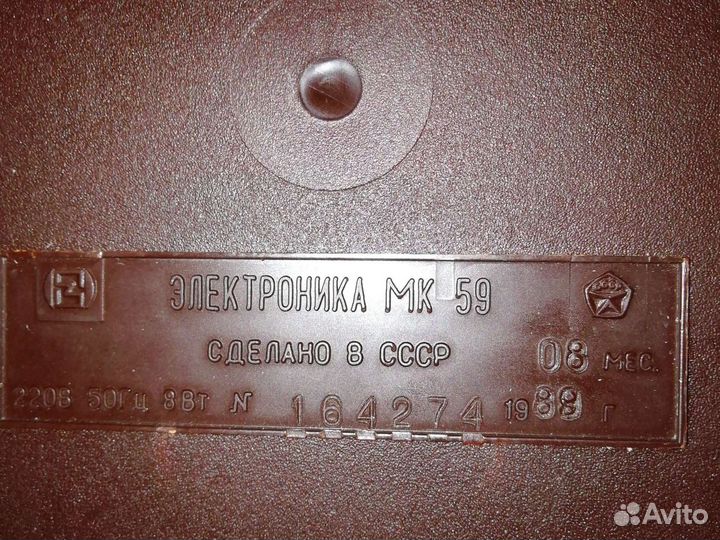 ЭЛЕКТРОНИКА МК 59
СДЕЛАНО В СССР 08 МЕС.
220В 50Гц 8Вт № 164274 1989 г
Avito